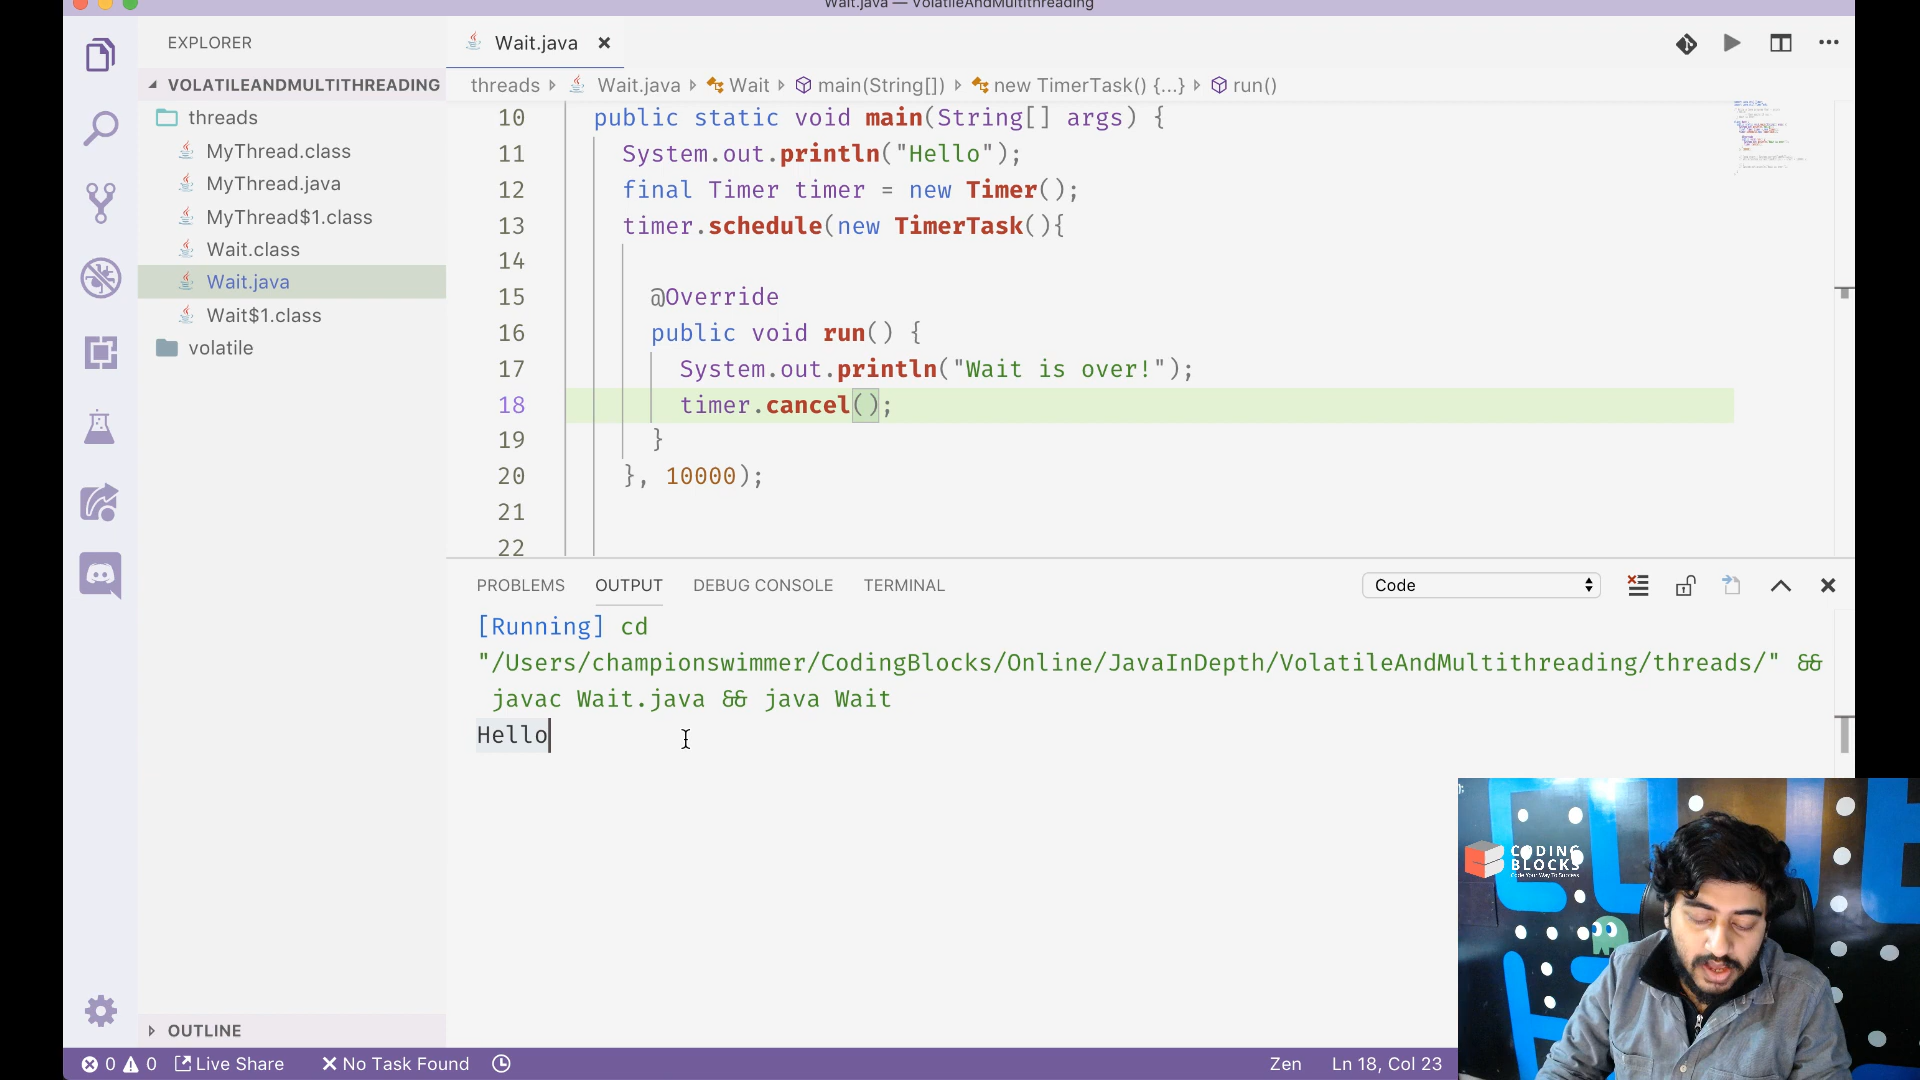 Wait.java — VolatileAndMultithreading
EXPLORER
Wait.java
VOLATILEANDMULTITHREADING
threads
MyThread.class
MyThread.java
MyThread$1.class
Wait.class
Wait.java
Wait$1.class
volatile
threads Wait.java Wait main(String[]) new TimerTask() {...} run()
10 public static void main(String[] args) {
11 System.out.println("Hello");
12 final Timer timer = new Timer();
13 timer.schedule(new TimerTask(){
14
15 @Override
16 public void run() {
17 System.out.println("Wait is over!");
18 timer.cancel();
19 }
20 }, 10000);
21
22
PROBLEMS OUTPUT DEBUG CONSOLE TERMINAL Code
[Running] cd
"/Users/championswimmer/CodingBlocks/Online/JavaInDepth/VolatileAndMultithreading/threads/" &&
javac Wait.java && java Wait
Hello
CODING
BLOCKS
Code Your Way To Success
OUTLINE
0 0 Live Share No Task Found Zen Ln 18, Col 23